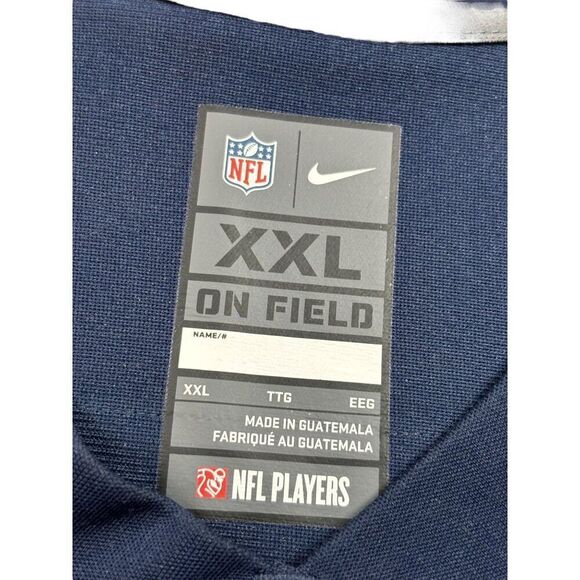 NFL
XXL
ON FIELD
NAME/#
XXL TTG EEG
MADE IN GUATEMALA
FABRIQUÉ AU GUATEMALA
NFL PLAYERS